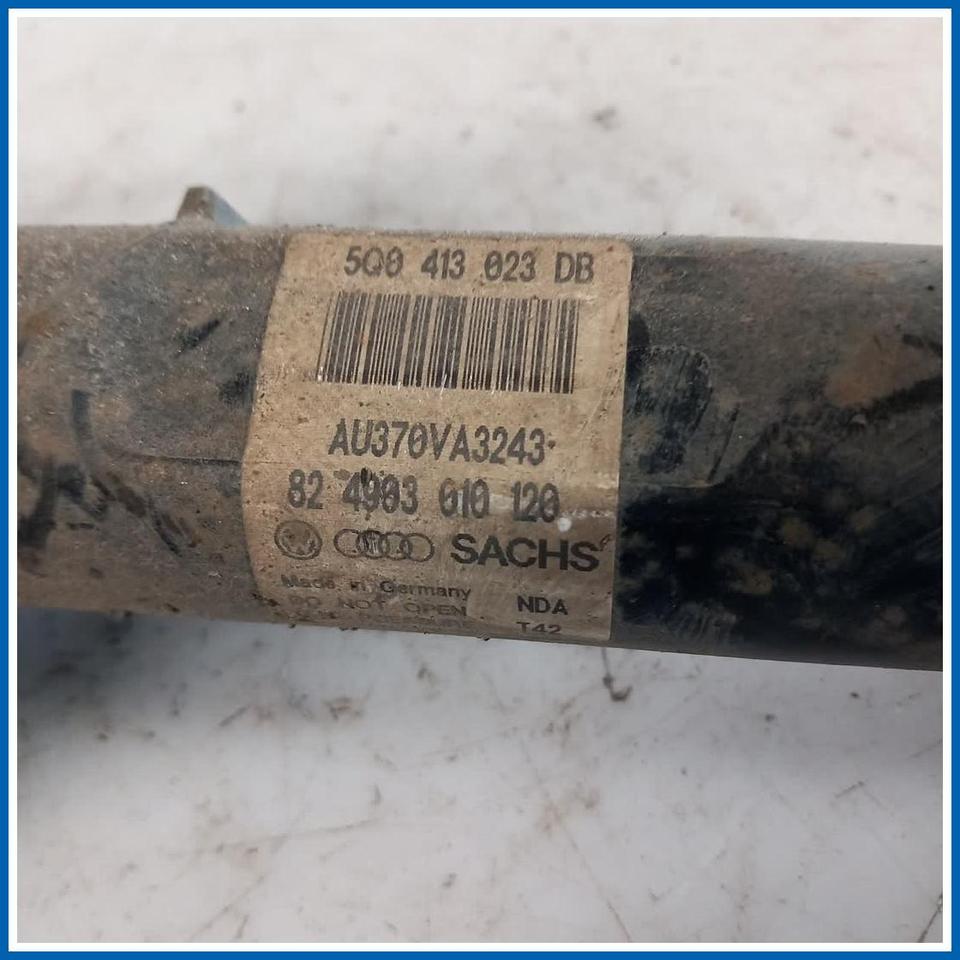 5Q0 413 023 DB
AU370VA3243
82 4903 010 120
SACHS
Made in Germany
DO NOT OPEN NDA
T42